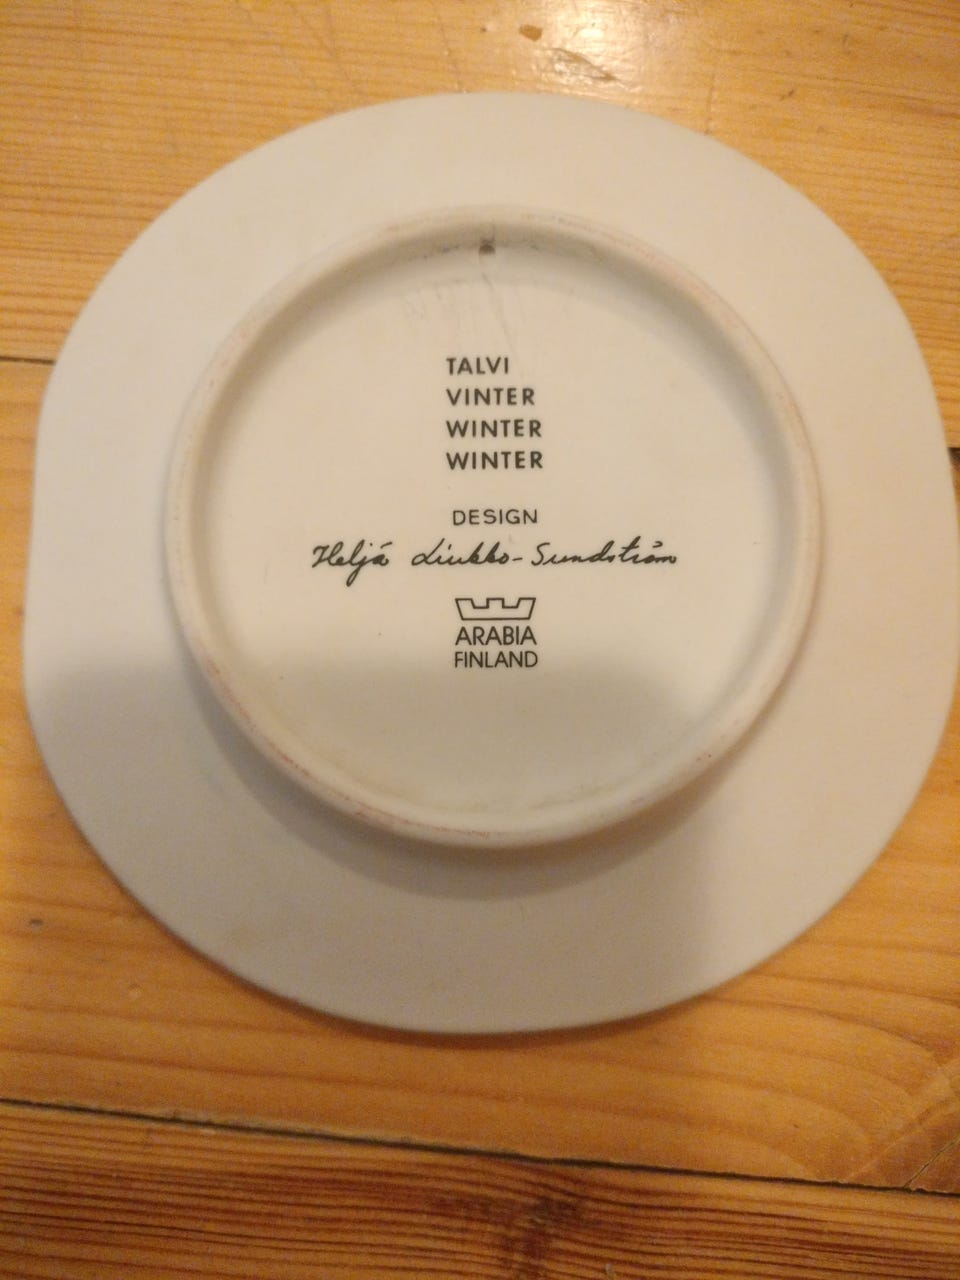 TALVI
VINTER
WINTER
WINTER
DESIGN
Heljä Liukko-Sundström
ARABIA
FINLAND